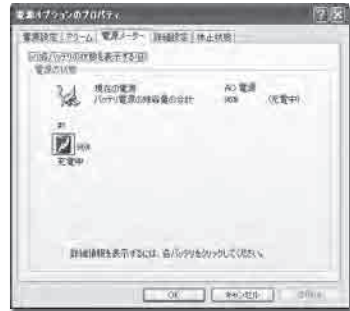 電源オプションのプロパティ
電源設定 アラーム 電源メーター 詳細設定 休止状態
各バッテリの状態を表示する(D)
電源の状態
現在の電源 AC 電源
バッテリ電源の残容量の合計 (充電中)
#1
充電中
詳細情報を表示するには、各バッテリをクリックしてください。
OK キャンセル 適用(A)